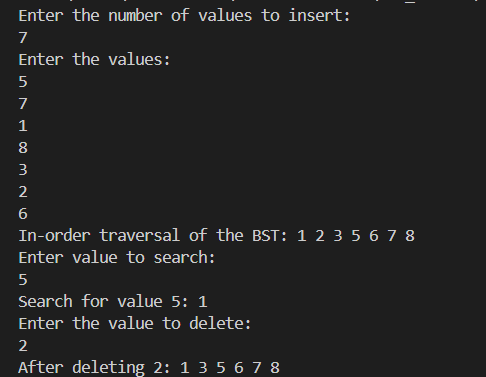 Enter the number of values to insert:
7
Enter the values:
5
7
1
8
3
2
6
In-order traversal of the BST: 1 2 3 5 6 7 8
Enter value to search:
5
Search for value 5: 1
Enter the value to delete:
2
After deleting 2: 1 3 5 6 7 8